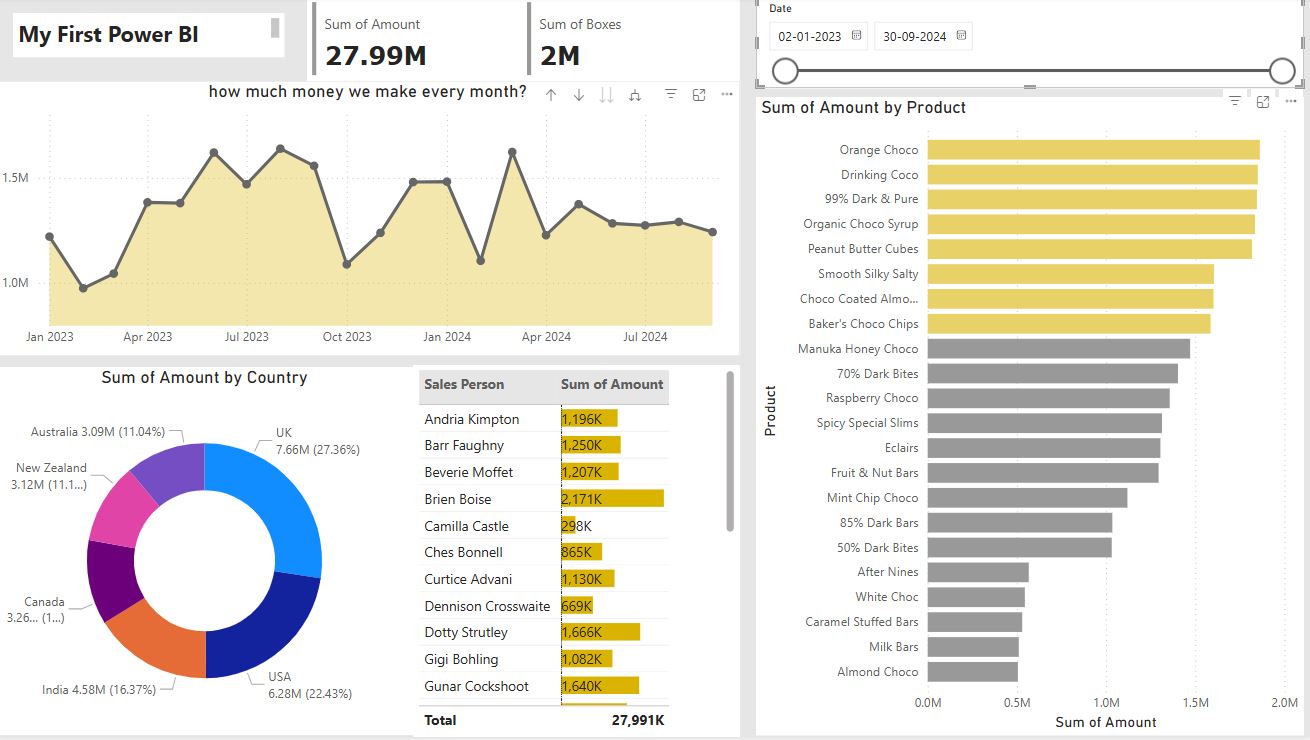 My First Power BI
Sum of Amount
27.99M
Sum of Boxes
2M
Date
02-01-2023
30-09-2024
how much money we make every month?
1.5M
1.0M
Jan 2023
Apr 2023
Jul 2023
Oct 2023
Jan 2024
Apr 2024
Jul 2024
Sum of Amount by Country
Australia 3.09M (11.04%)
UK
7.66M (27.36%)
New Zealand
3.12M (11.1...)
Canada
3.26... (1...)
India 4.58M (16.37%)
USA
6.28M (22.43%)
Sales Person Sum of Amount
Andria Kimpton 1,196K
Barr Faughny 1,250K
Beverie Moffet 1,207K
Brien Boise 2,171K
Camilla Castle 298K
Ches Bonnell 865K
Curtice Advani 1,130K
Dennison Crosswaite 669K
Dotty Strutley 1,666K
Gigi Bohling 1,082K
Gunar Cockshoot 1,640K
Total 27,991K
Sum of Amount by Product
Product
Orange Choco
Drinking Coco
99% Dark & Pure
Organic Choco Syrup
Peanut Butter Cubes
Smooth Silky Salty
Choco Coated Almo...
Baker's Choco Chips
Manuka Honey Choco
70% Dark Bites
Raspberry Choco
Spicy Special Slims
Eclairs
Fruit & Nut Bars
Mint Chip Choco
85% Dark Bars
50% Dark Bites
After Nines
White Choc
Caramel Stuffed Bars
Milk Bars
Almond Choco
0.0M
0.5M
1.0M
1.5M
2.0M
Sum of Amount